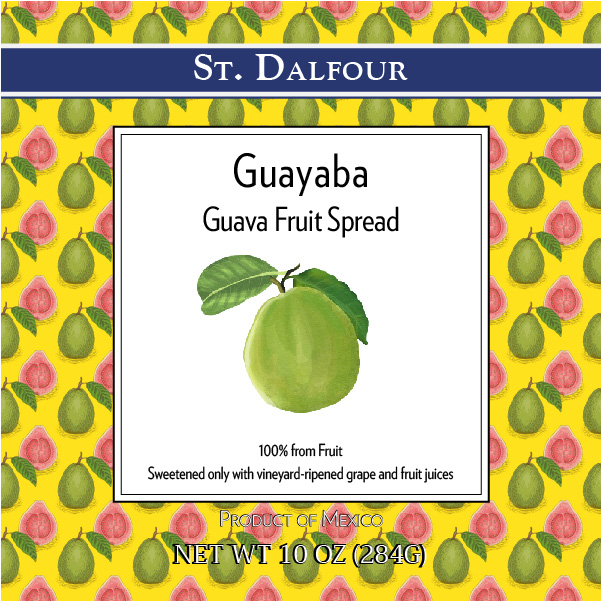 St. Dalfour
Guayaba
Guava Fruit Spread
100% from Fruit
Sweetened only with vineyard-ripened grape and fruit juices
Product of Mexico
NET WT 10 OZ (284G)